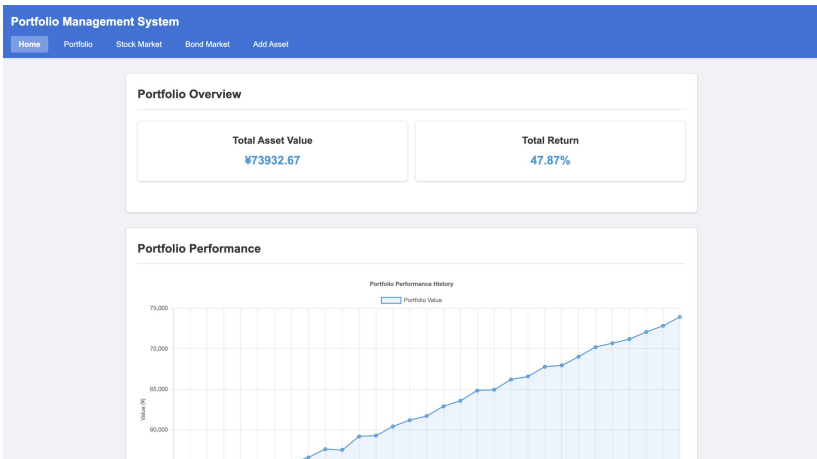 Portfolio Management System
Home Portfolio Stock Market Bond Market Add Asset
Portfolio Overview
Total Asset Value
¥73932.67
Total Return
47.87%
Portfolio Performance
Portfolio Performance History
Portfolio Value
75,000
70,000
65,000
60,000
Value (¥)